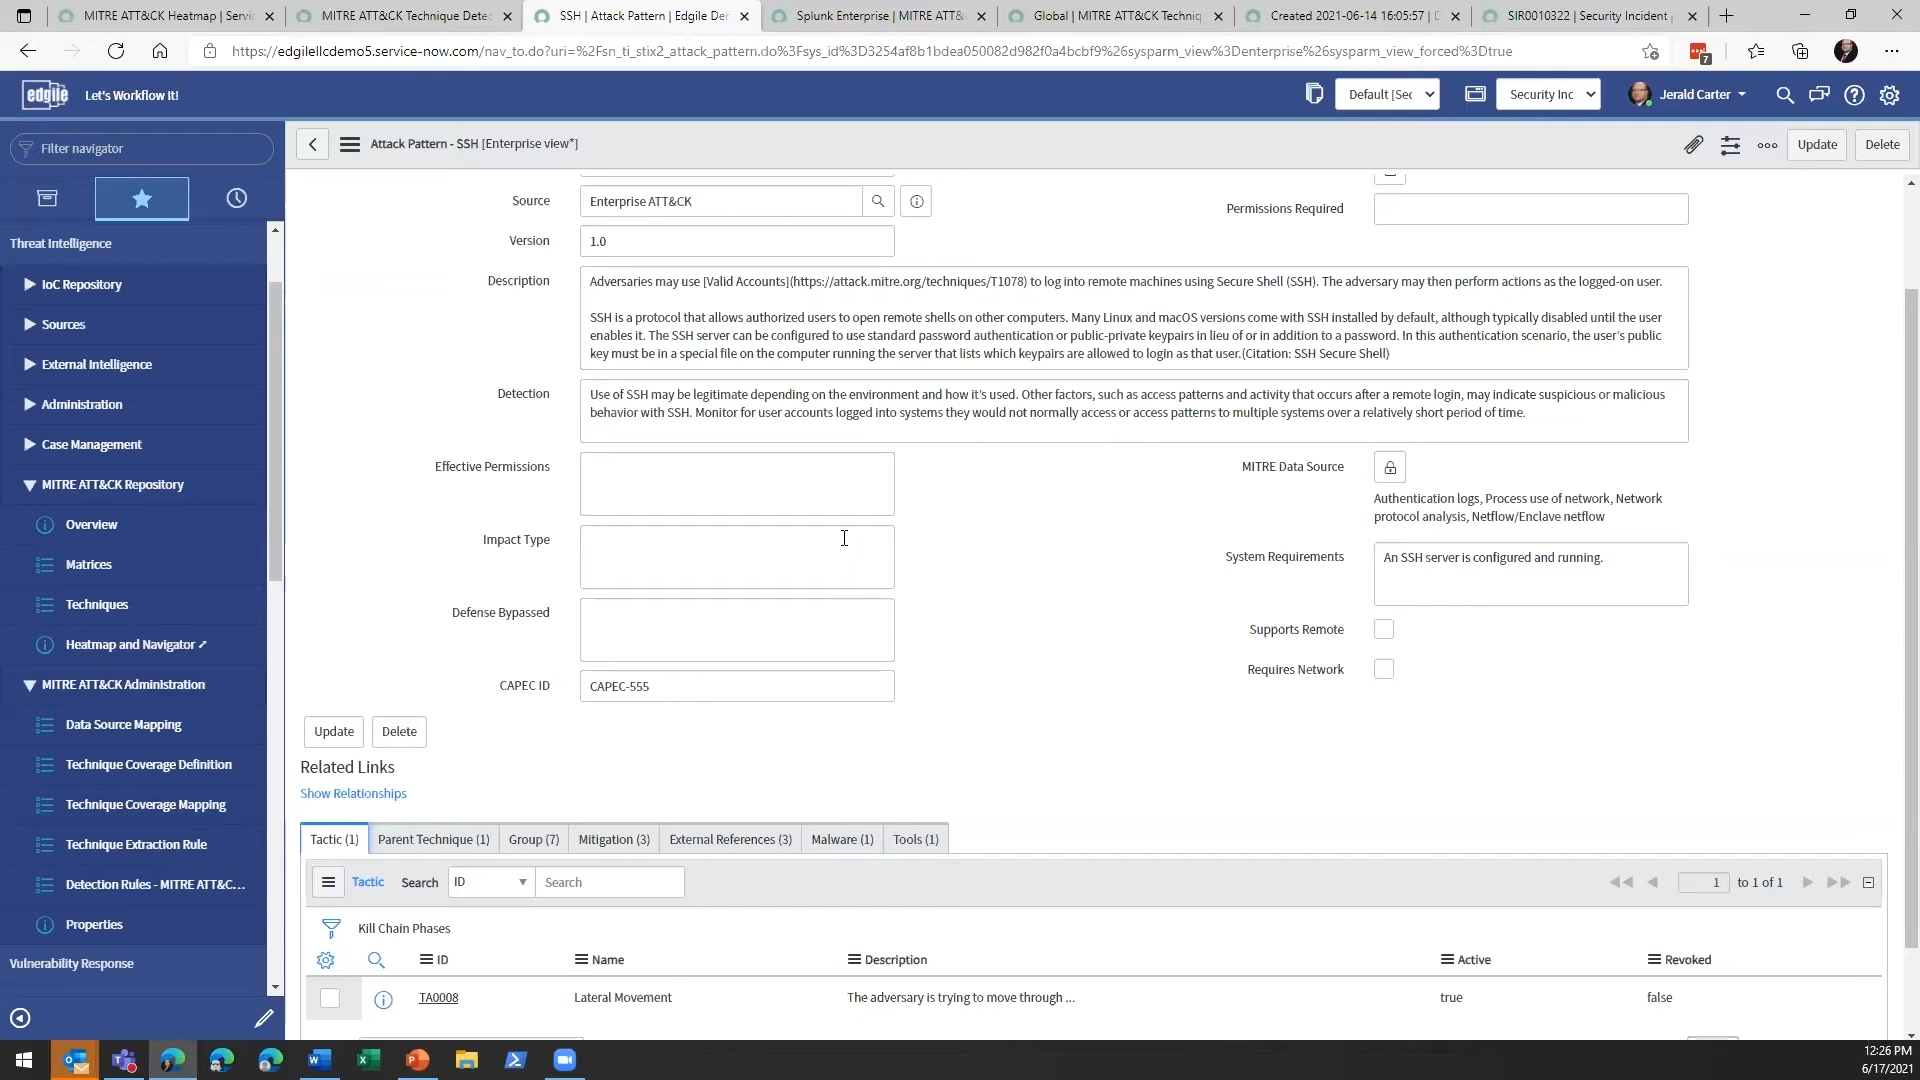 MITRE ATT&CK Heatmap | Servic
MITRE ATT&CK Technique Detec
SSH | Attack Pattern | Edgile Der
Splunk Enterprise | MITRE ATT&
Global | MITRE ATT&CK Techniq
Created 2021-06-14 16:05:57 | D
SIR0010322 | Security Incident
https://edgilellcdemo5.service-now.com/nav_to.do?uri=%2Fsn_ti_stix2_attack_pattern.do%3Fsys_id%3D3254af8b1bdea050082d982f0a4bcbf9%26sysparm_view%3Denterprise%26sysparm_view_forced%3Dtrue
7
edgile
Let's Workflow It!
Default [Sec
Security Inc
Jerald Carter
Filter navigator
Attack Pattern - SSH [Enterprise view*]
Update
Delete
Threat Intelligence
IoC Repository
Sources
External Intelligence
Administration
Case Management
MITRE ATT&CK Repository
Overview
Matrices
Techniques
Heatmap and Navigator
MITRE ATT&CK Administration
Data Source Mapping
Technique Coverage Definition
Technique Coverage Mapping
Technique Extraction Rule
Detection Rules - MITRE ATT&C...
Properties
Vulnerability Response
Source
Enterprise ATT&CK
Permissions Required
Version
1.0
Description
Adversaries may use [Valid Accounts](https://attack.mitre.org/techniques/T1078) to log into remote machines using Secure Shell (SSH). The adversary may then perform actions as the logged-on user.
SSH is a protocol that allows authorized users to open remote shells on other computers. Many Linux and macOS versions come with SSH installed by default, although typically disabled until the user
enables it. The SSH server can be configured to use standard password authentication or public-private keypairs in lieu of or in addition to a password. In this authentication scenario, the user's public
key must be in a special file on the computer running the server that lists which keypairs are allowed to login as that user.(Citation: SSH Secure Shell)
Detection
Use of SSH may be legitimate depending on the environment and how it's used. Other factors, such as access patterns and activity that occurs after a remote login, may indicate suspicious or malicious
behavior with SSH. Monitor for user accounts logged into systems they would not normally access or access patterns to multiple systems over a relatively short period of time.
Effective Permissions
MITRE Data Source
Authentication logs, Process use of network, Network
protocol analysis, Netflow/Enclave netflow
Impact Type
System Requirements
An SSH server is configured and running.
Defense Bypassed
Supports Remote
Requires Network
CAPEC ID
CAPEC-555
Update
Delete
Related Links
Show Relationships
Tactic (1)
Parent Technique (1)
Group (7)
Mitigation (3)
External References (3)
Malware (1)
Tools (1)
Tactic
Search
ID
Search
1
to 1 of 1
Kill Chain Phases
ID
Name
Description
Active
Revoked
TA0008
Lateral Movement
The adversary is trying to move through ...
true
false
12:26 PM
6/17/2021